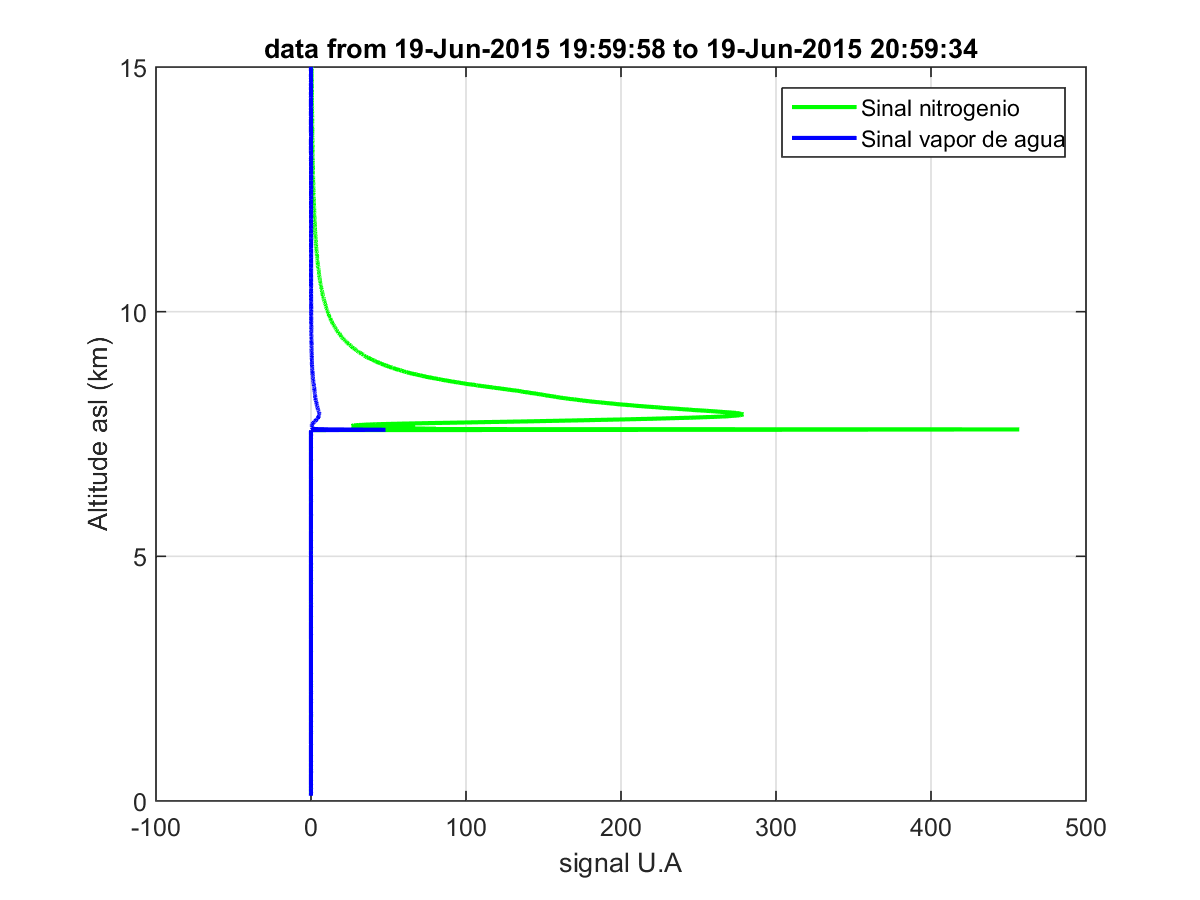 data from 19-Jun-2015 19:59:58 to 19-Jun-2015 20:59:34
15
Sinal nitrogenio
Sinal vapor de agua
10
Altitude asl (km)
5
0
-100 0 100 200 300 400 500
signal U.A